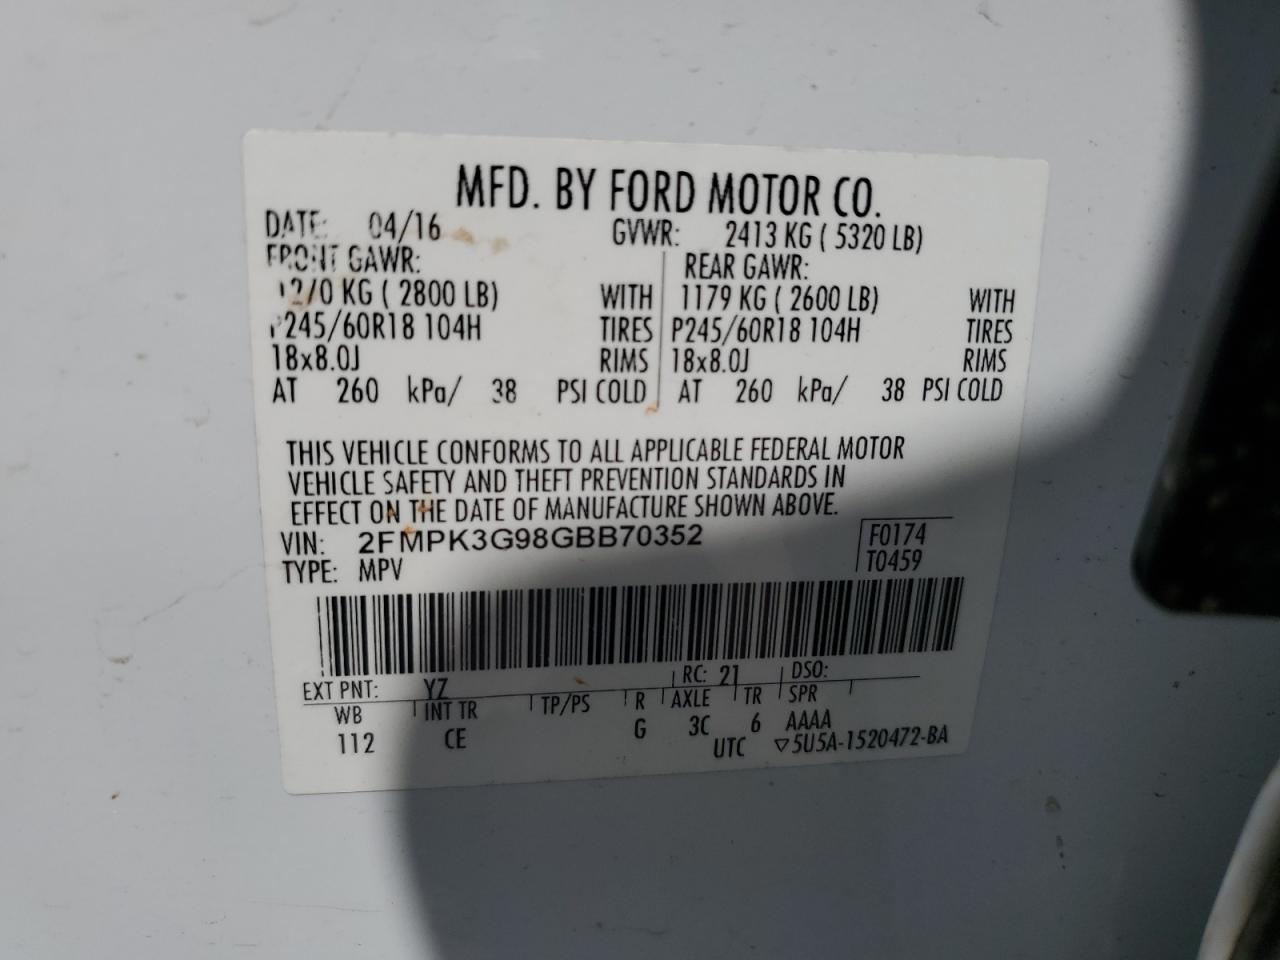 MFD. BY FORD MOTOR CO.
DATE: 04/16 GVWR: 2413 KG ( 5320 LB)
FRONT GAWR: REAR GAWR:
1270 KG ( 2800 LB) WITH 1179 KG ( 2600 LB) WITH
P245/60R18 104H TIRES P245/60R18 104H TIRES
18x8.0J RIMS 18x8.0J RIMS
AT 260 kPa/ 38 PSI COLD AT 260 kPa/ 38 PSI COLD
THIS VEHICLE CONFORMS TO ALL APPLICABLE FEDERAL MOTOR
VEHICLE SAFETY AND THEFT PREVENTION STANDARDS IN
EFFECT ON THE DATE OF MANUFACTURE SHOWN ABOVE.
VIN: 2FMPK3G98GBB70352 F0174
TYPE: MPV T0459
EXT PNT: YZ RC: 21 DSO:
WB INT TR TP/PS R AXLE TR SPR
112 CE G 3C 6 AAAA
UTC ▽5U5A-1520472-BA